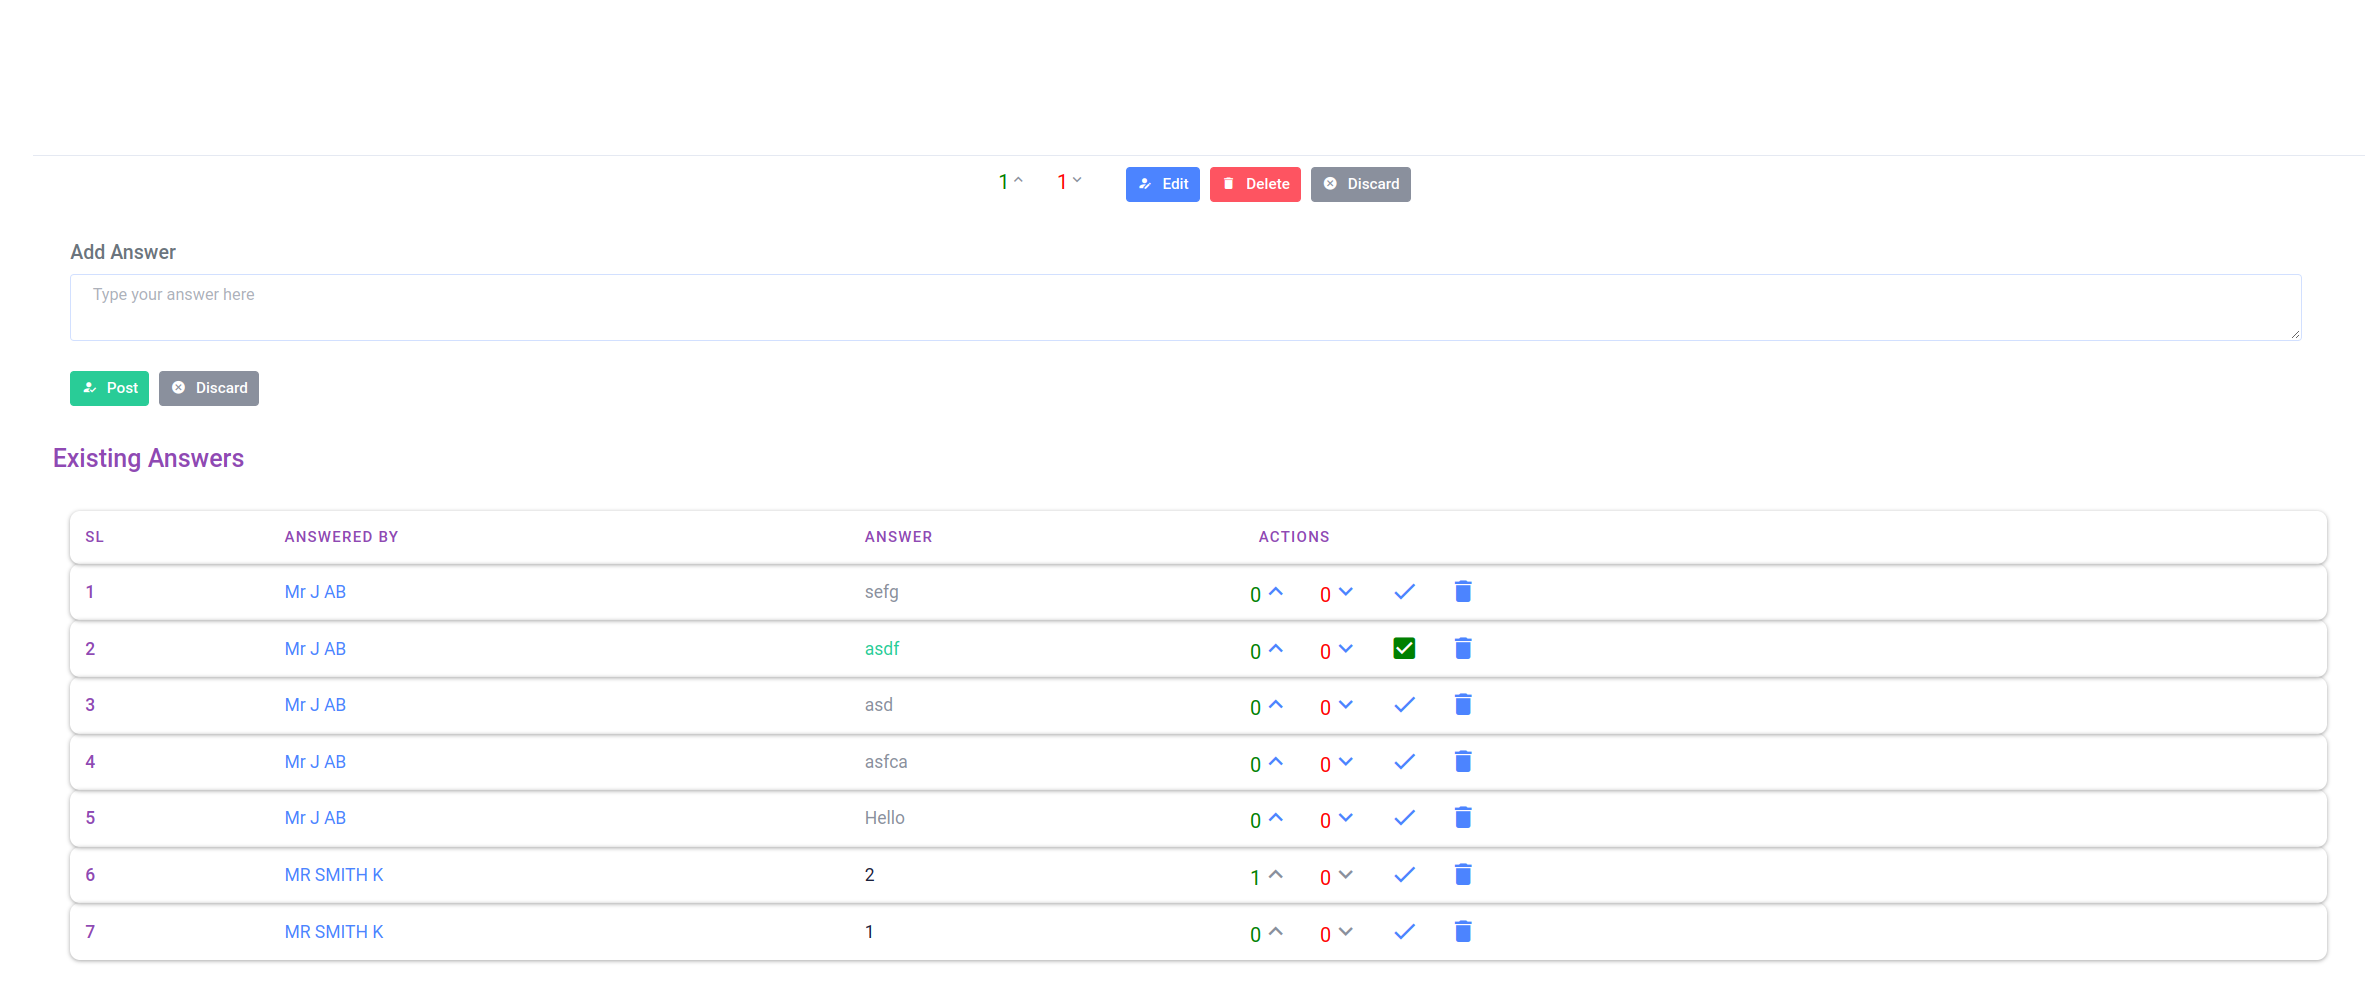 1 1 Edit Delete Discard
Add Answer
Type your answer here
Post Discard
Existing Answers
SL ANSWERED BY ANSWER ACTIONS
1 Mr J AB sefg 0 0
2 Mr J AB asdf 0 0
3 Mr J AB asd 0 0
4 Mr J AB asfca 0 0
5 Mr J AB Hello 0 0
6 MR SMITH K 2 1 0
7 MR SMITH K 1 0 0